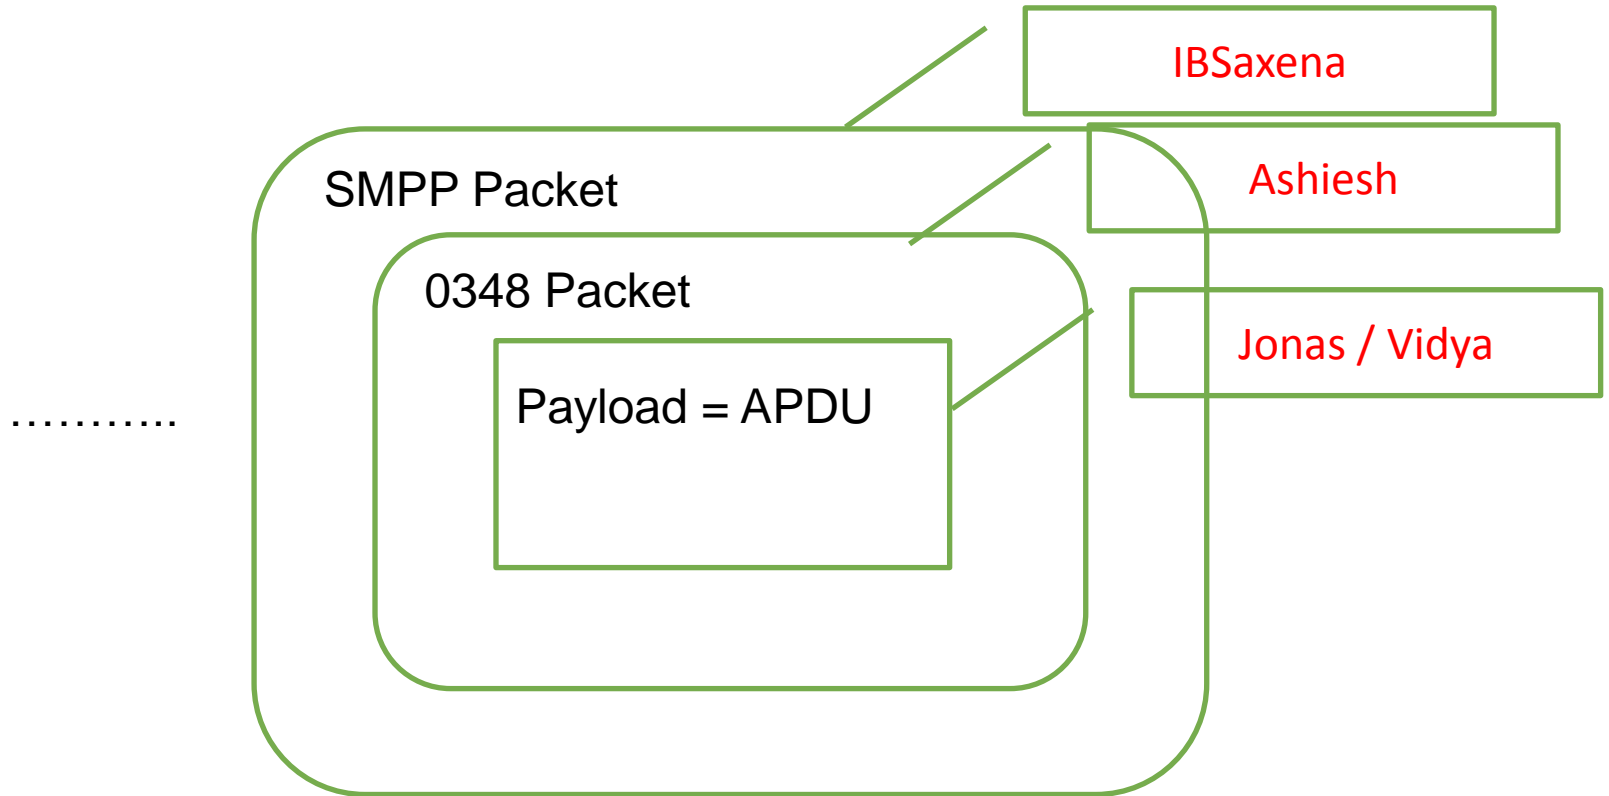 IBSaxena
Ashiesh
SMPP Packet
0348 Packet
Jonas / Vidya
Payload = APDU
………..